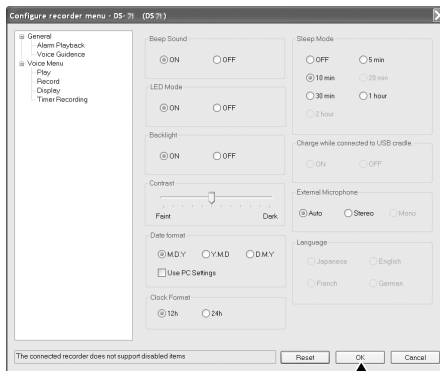 Configure recorder menu - DS-71 (DS71)
General
Alarm Playback
Voice Guidance
Voice Menu
Play
Record
Display
Timer Recording
Beep Sound
ON OFF
LED Mode
ON OFF
Backlight
ON OFF
Contrast
Faint Dark
Date format
M.D.Y Y.M.D D.M.Y
Use PC Settings
Clock Format
12h 24h
Sleep Mode
OFF 5 min
10 min 20 min
30 min 1 hour
2 hour
Charge while connected to USB cradle.
ON OFF
External Microphone
Auto Stereo Mono
Language
Japanese English
French German
The connected recorder does not support disabled items
Reset OK Cancel